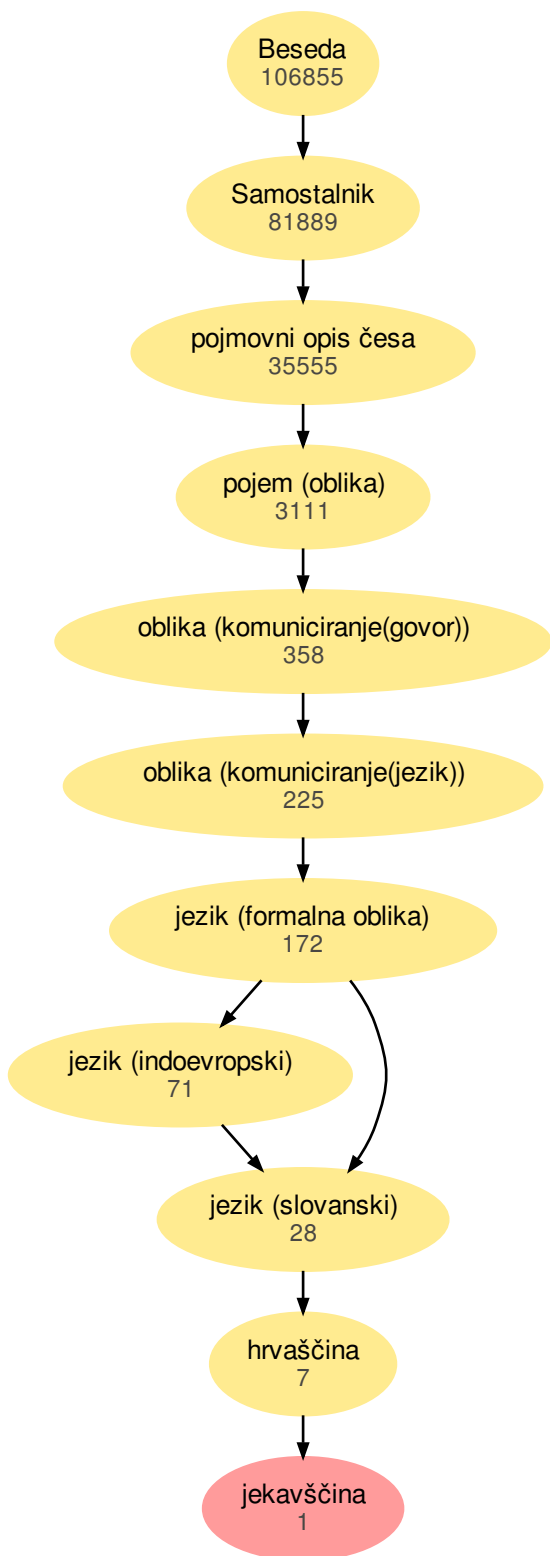 Beseda
106855
Samostalnik
81889
pojmovni opis česa
35555
pojem (oblika)
3111
oblika (komuniciranje(govor))
358
oblika (komuniciranje(jezik))
225
jezik (formalna oblika)
172
jezik (indoevropski)
71
jezik (slovanski)
28
hrvaščina
7
jekavščina
1